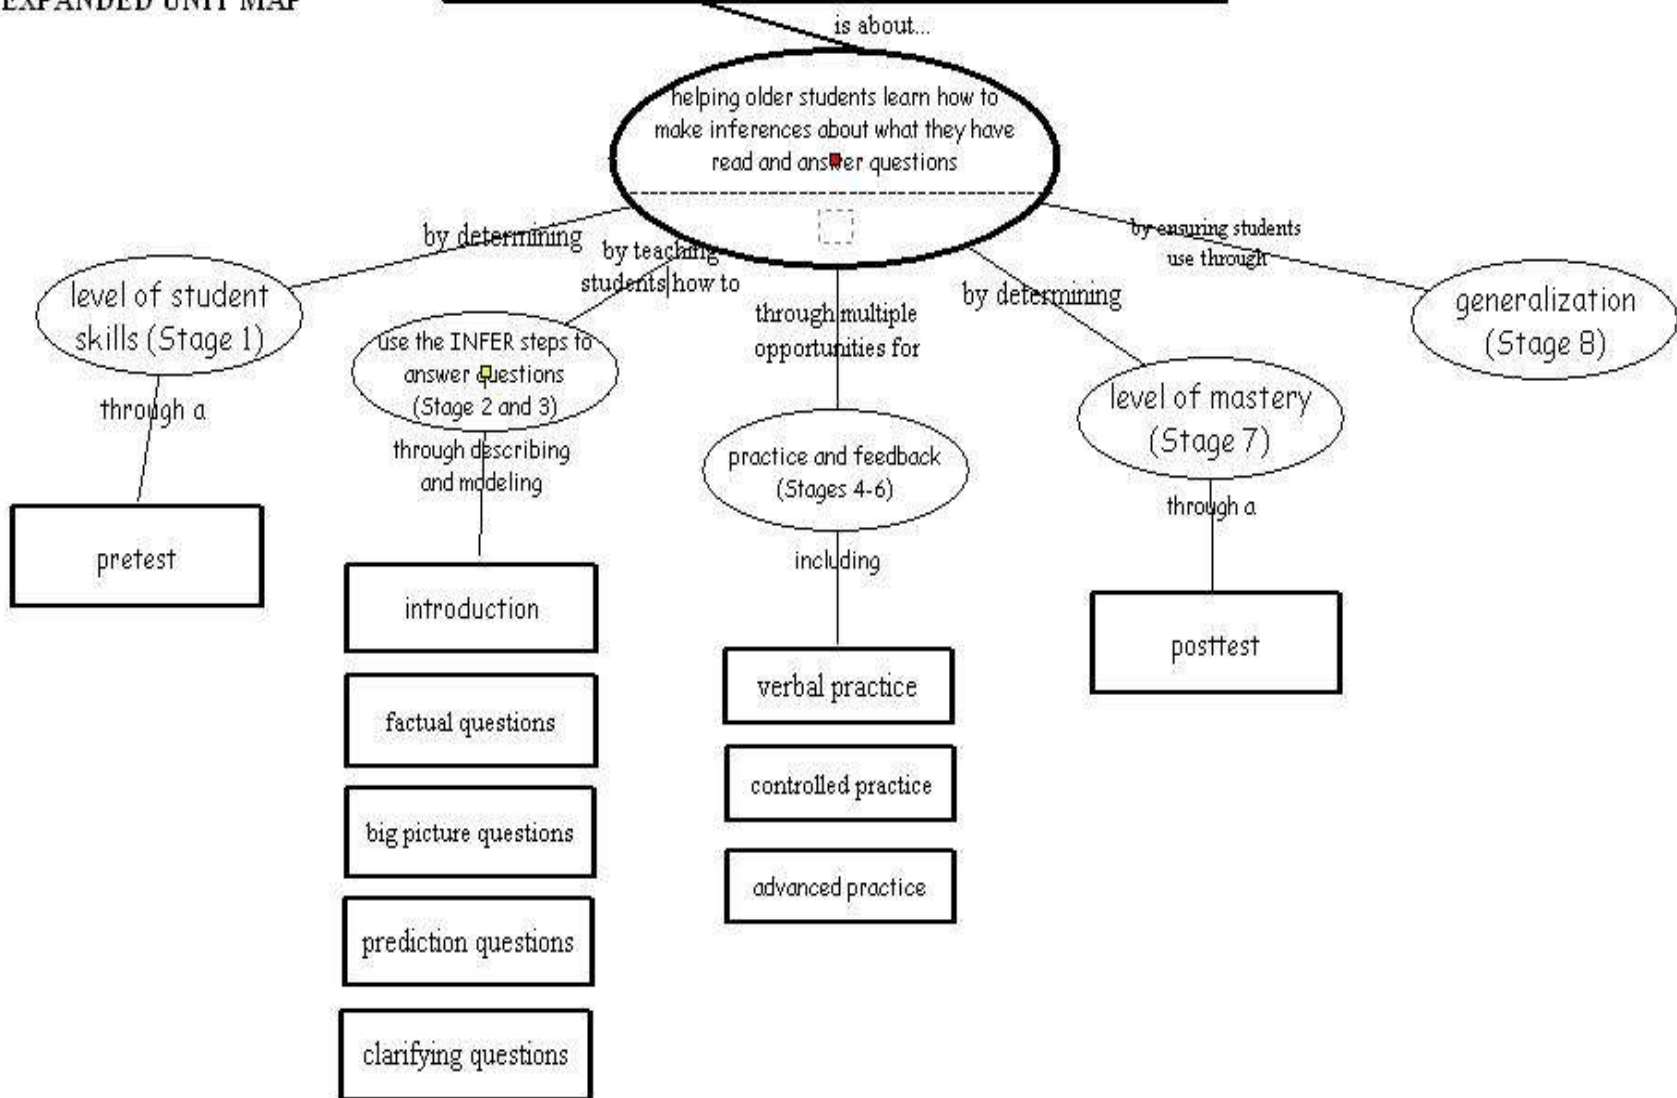 EXPANDED UNIT MAP
is about...
helping older students learn how to
make inferences about what they have
read and answer questions
by determining
level of student
skills (Stage 1)
through a
pretest
by teaching
students how to
use the INFER steps to
answer questions
(Stage 2 and 3)
through describing
and modeling
introduction
factual questions
big picture questions
prediction questions
clarifying questions
through multiple
opportunities for
practice and feedback
(Stages 4-6)
including
verbal practice
controlled practice
advanced practice
by determining
level of mastery
(Stage 7)
through a
posttest
by ensuring students
use through
generalization
(Stage 8)